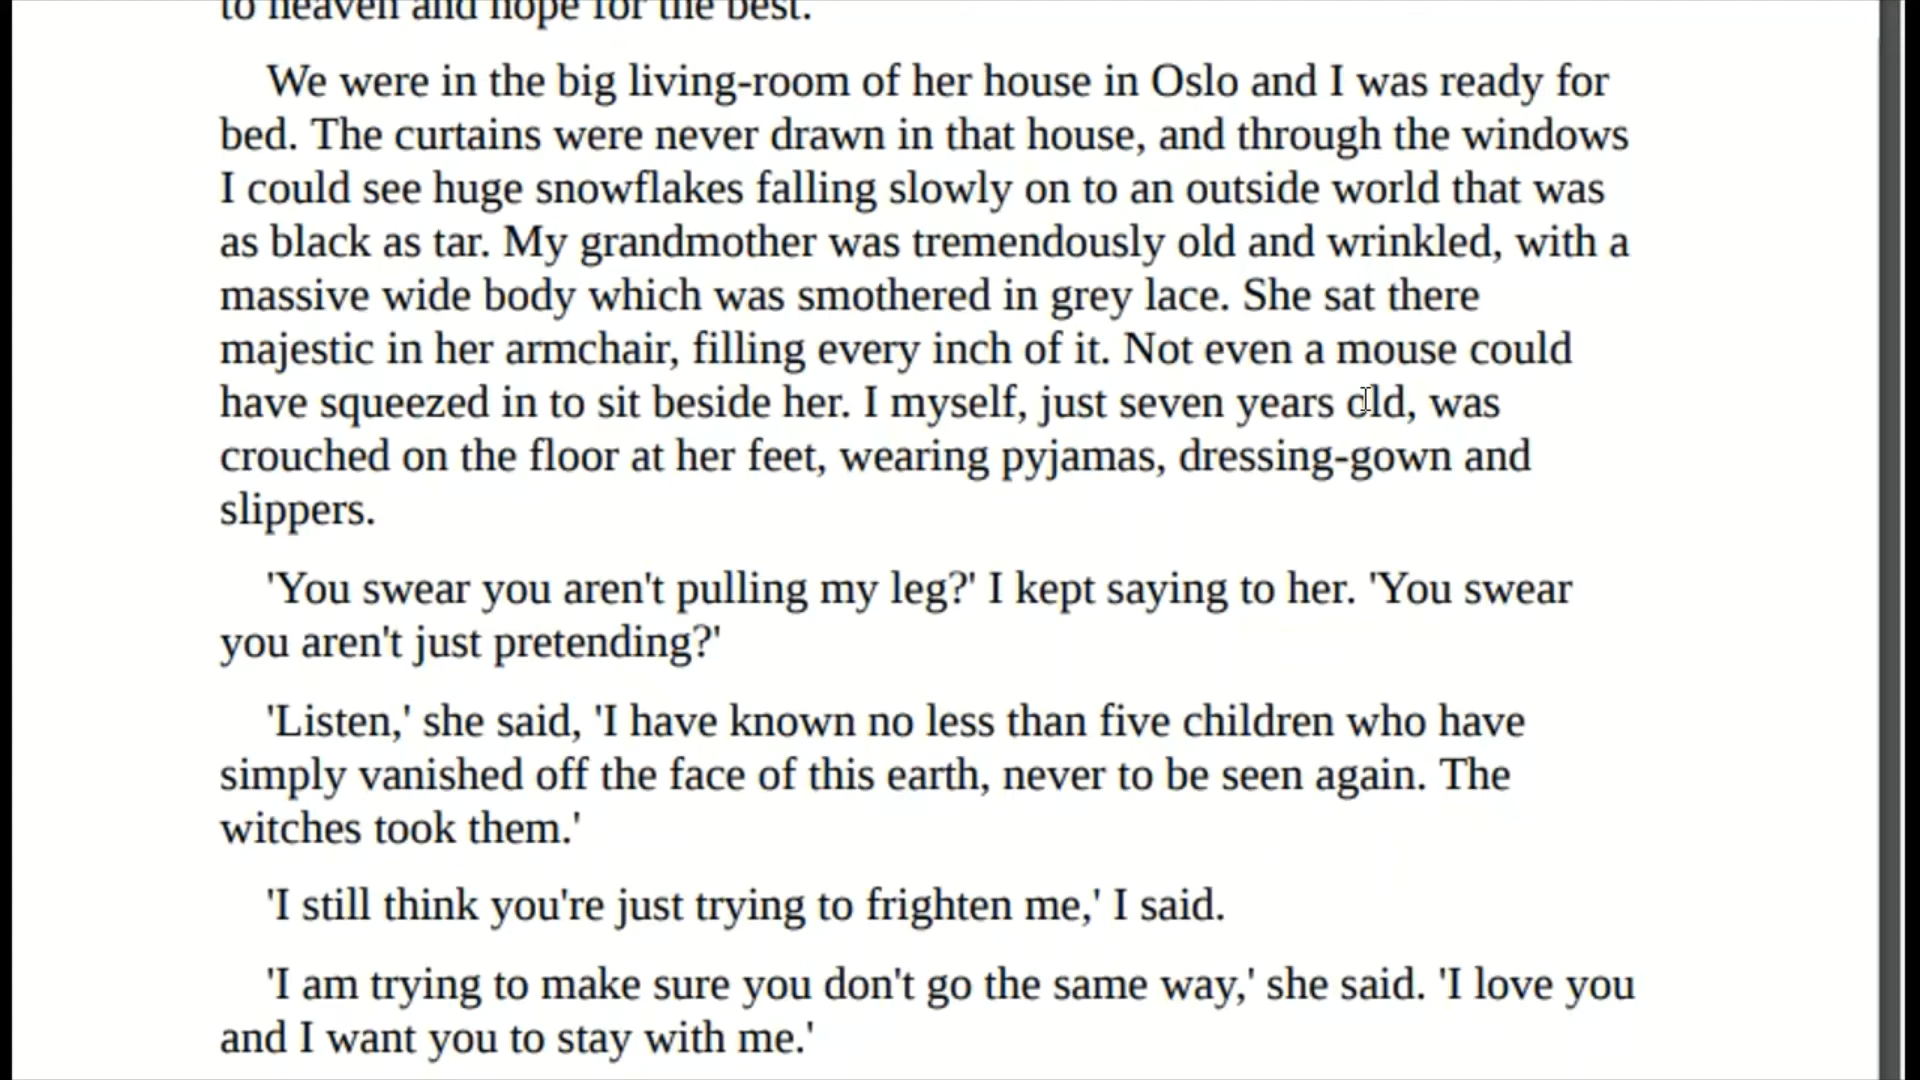 to heaven and hope for the best.
We were in the big living-room of her house in Oslo and I was ready for
bed. The curtains were never drawn in that house, and through the windows
I could see huge snowflakes falling slowly on to an outside world that was
as black as tar. My grandmother was tremendously old and wrinkled, with a
massive wide body which was smothered in grey lace. She sat there
majestic in her armchair, filling every inch of it. Not even a mouse could
have squeezed in to sit beside her. I myself, just seven years old, was
crouched on the floor at her feet, wearing pyjamas, dressing-gown and
slippers.
'You swear you aren't pulling my leg?' I kept saying to her. 'You swear
you aren't just pretending?'
'Listen,' she said, 'I have known no less than five children who have
simply vanished off the face of this earth, never to be seen again. The
witches took them.'
'I still think you're just trying to frighten me,' I said.
'I am trying to make sure you don't go the same way,' she said. 'I love you
and I want you to stay with me.'